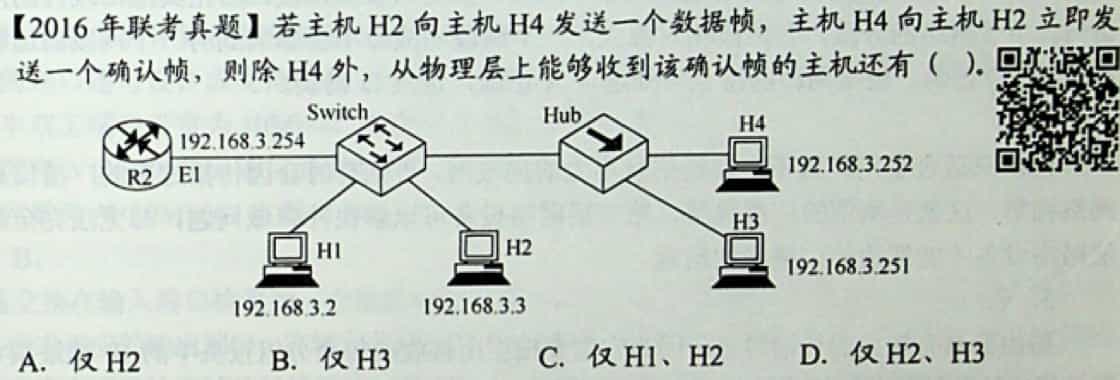 【2016 年联考真题】若主机 H2 向主机 H4 发送一个数据帧，主机 H4 向主机 H2 立即发
送一个确认帧，则除 H4 外，从物理层上能够收到该确认帧的主机还有（ ）。
Switch
Hub
H4
192.168.3.254
R2
E1
192.168.3.252
H1
H2
H3
192.168.3.251
192.168.3.2
192.168.3.3
A. 仅 H2 B. 仅 H3 C. 仅 H1、H2 D. 仅 H2、H3